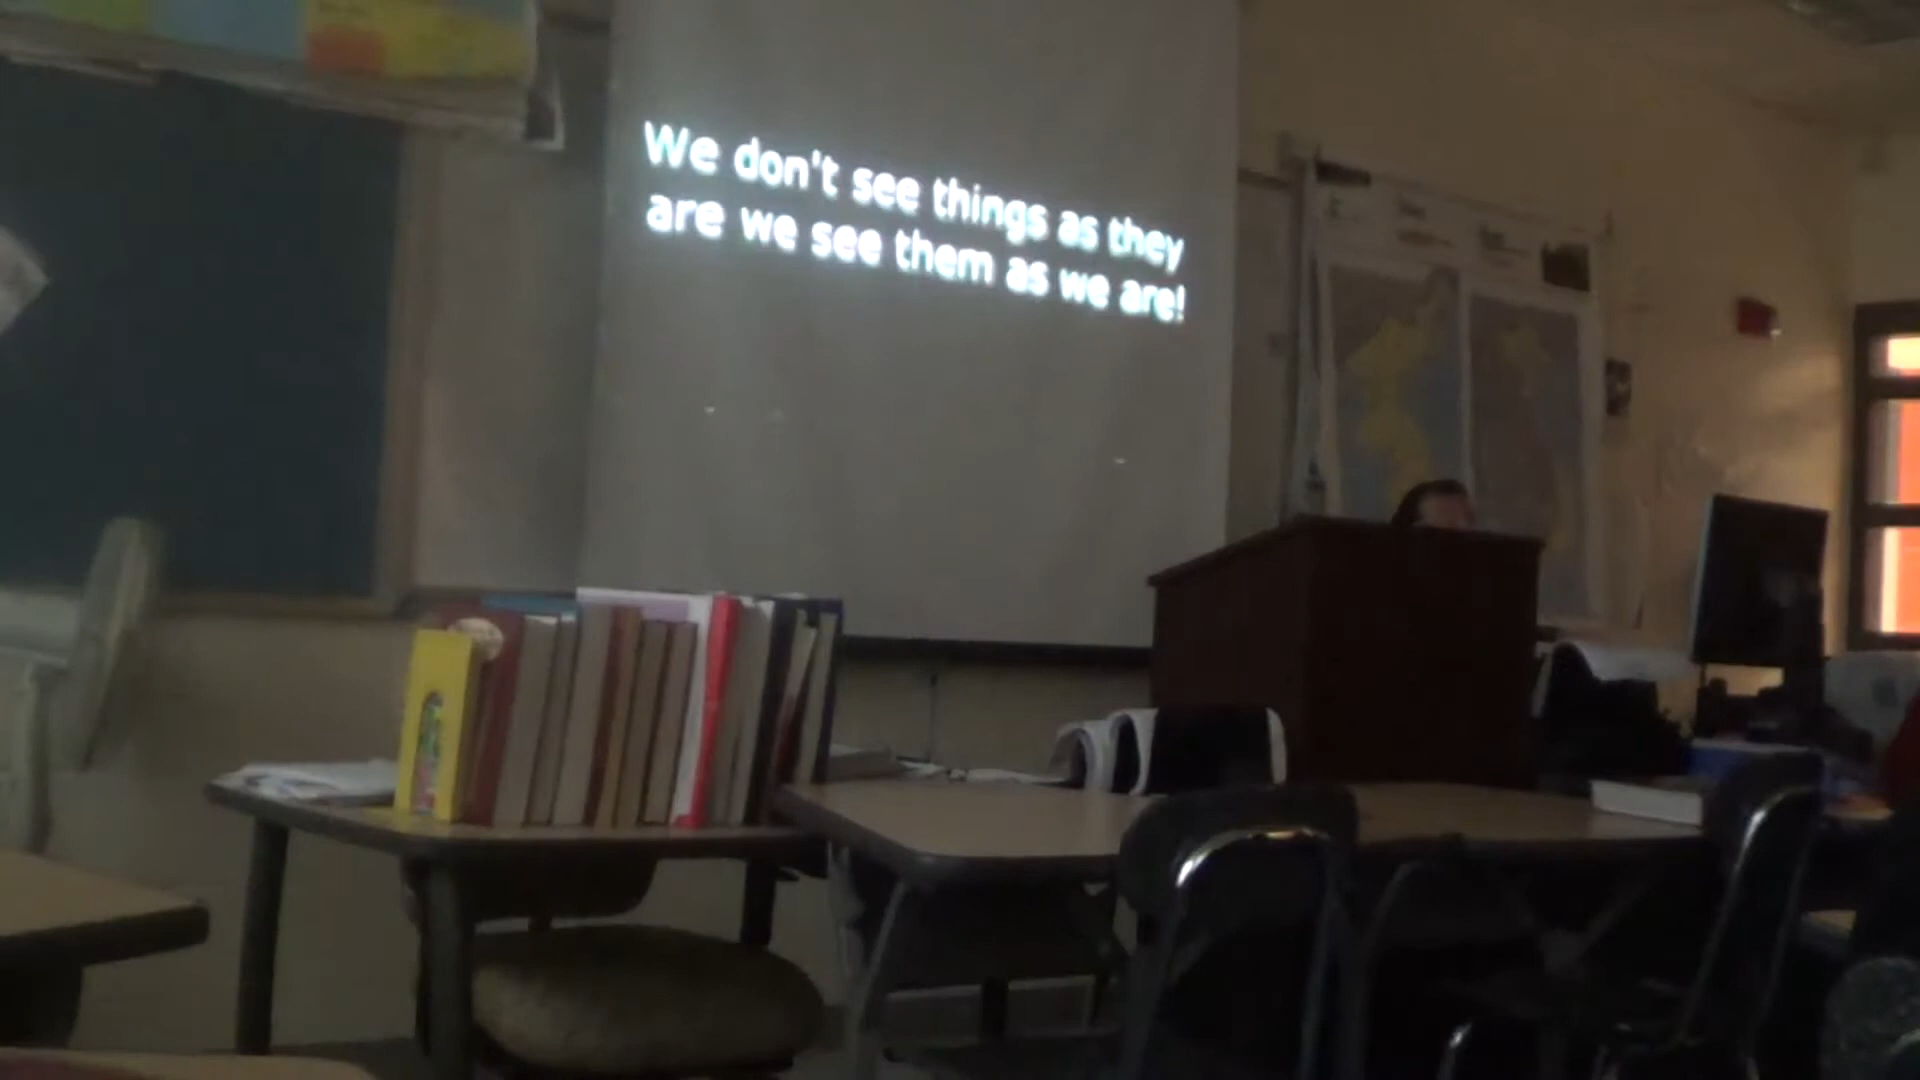 We don't see things as they
are we see them as we are!